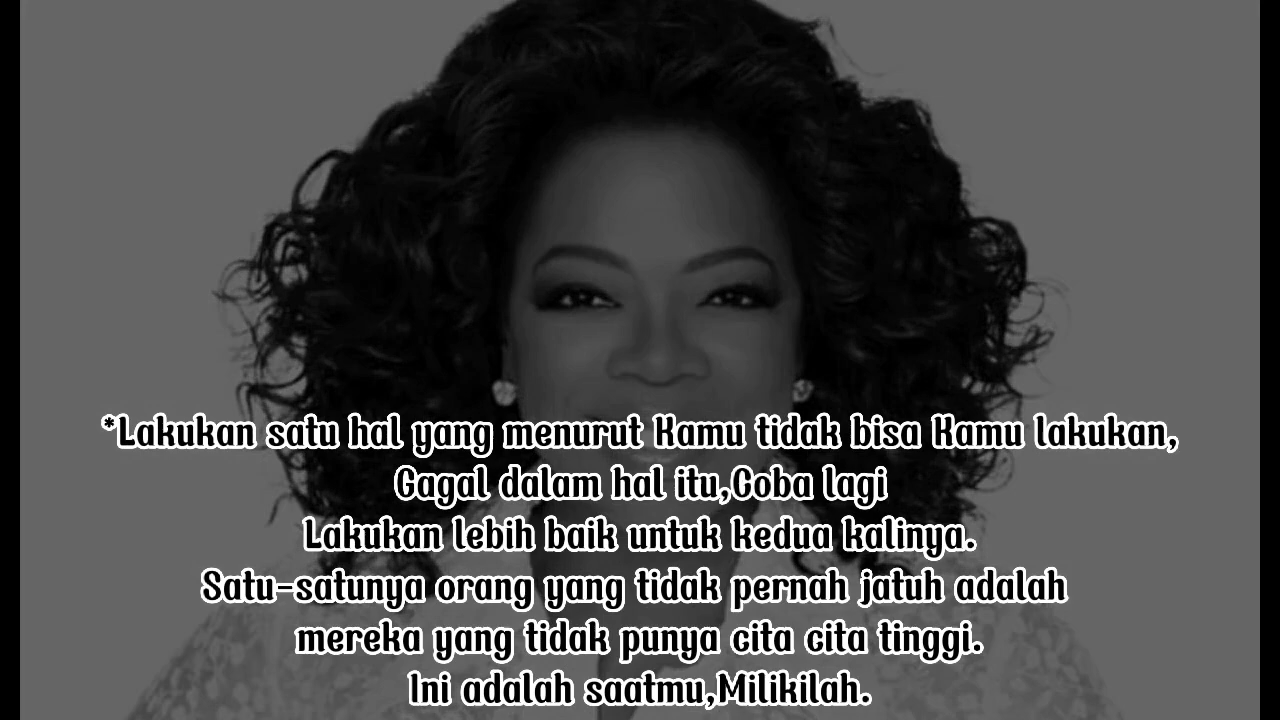 *Lakukan satu hal yang menurut Kamu tidak bisa Kamu lakukan,
Gagal dalam hal itu,Coba lagi
Lakukan lebih baik untuk kedua kalinya.
Satu-satunya orang yang tidak pernah jatuh adalah
mereka yang tidak punya cita cita tinggi.
Ini adalah saatmu,Milikilah.